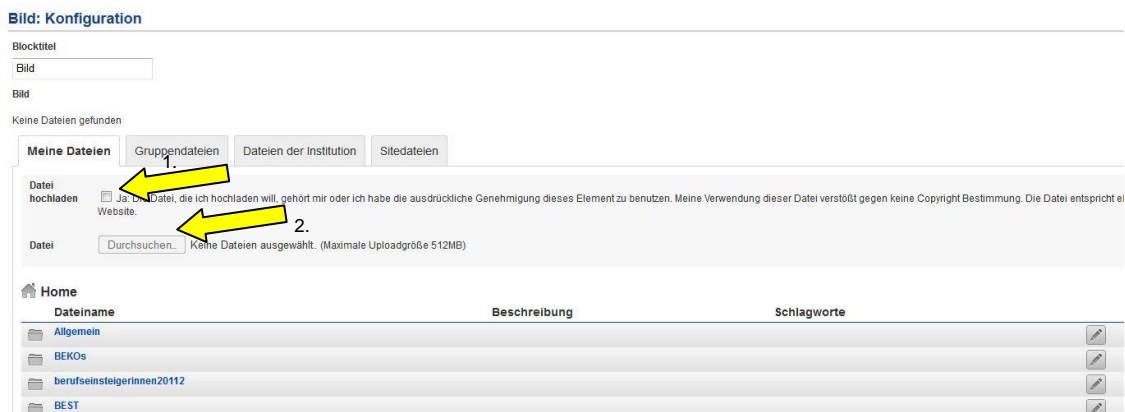 Bild: Konfiguration
Blocktitel
Bild
Bild
Keine Dateien gefunden
Meine Dateien Gruppendateien Dateien der Institution Sitedateien
1.
Datei
hochladen Ja: Datei, die ich hochladen will, gehört mir oder ich habe die ausdrückliche Genehmigung dieses Element zu benutzen. Meine Verwendung dieser Datei verstößt gegen keine Copyright Bestimmung. Die Datei entspricht
Website.
2.
Datei Durchsuchen... Keine Dateien ausgewählt. (Maximale Uploadgröße 512MB)
Home
Dateiname Beschreibung Schlagworte
Allgemein
BEKOs
berufseinsteigerinnen20112
BEST